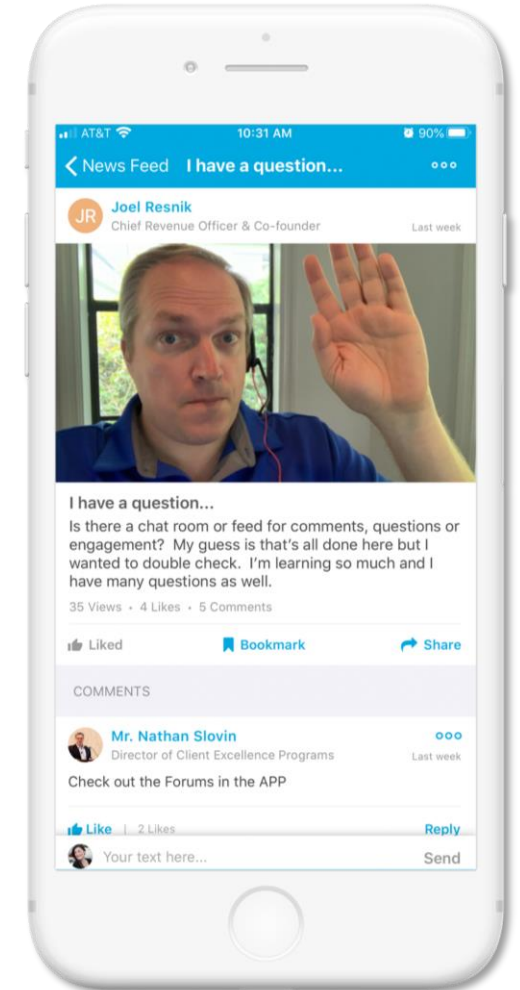 AT&T 10:31 AM 90%
News Feed I have a question...
JR Joel Resnik
Chief Revenue Officer & Co-founder Last week
I have a question...
Is there a chat room or feed for comments, questions or
engagement?  My guess is that's all done here but I
wanted to double check.  I'm learning so much and I
have many questions as well.
35 Views • 4 Likes • 5 Comments
Liked Bookmark Share
COMMENTS
Mr. Nathan Slovin
Director of Client Excellence Programs Last week
Check out the Forums in the APP
Like | 2 Likes Reply
Your text here... Send